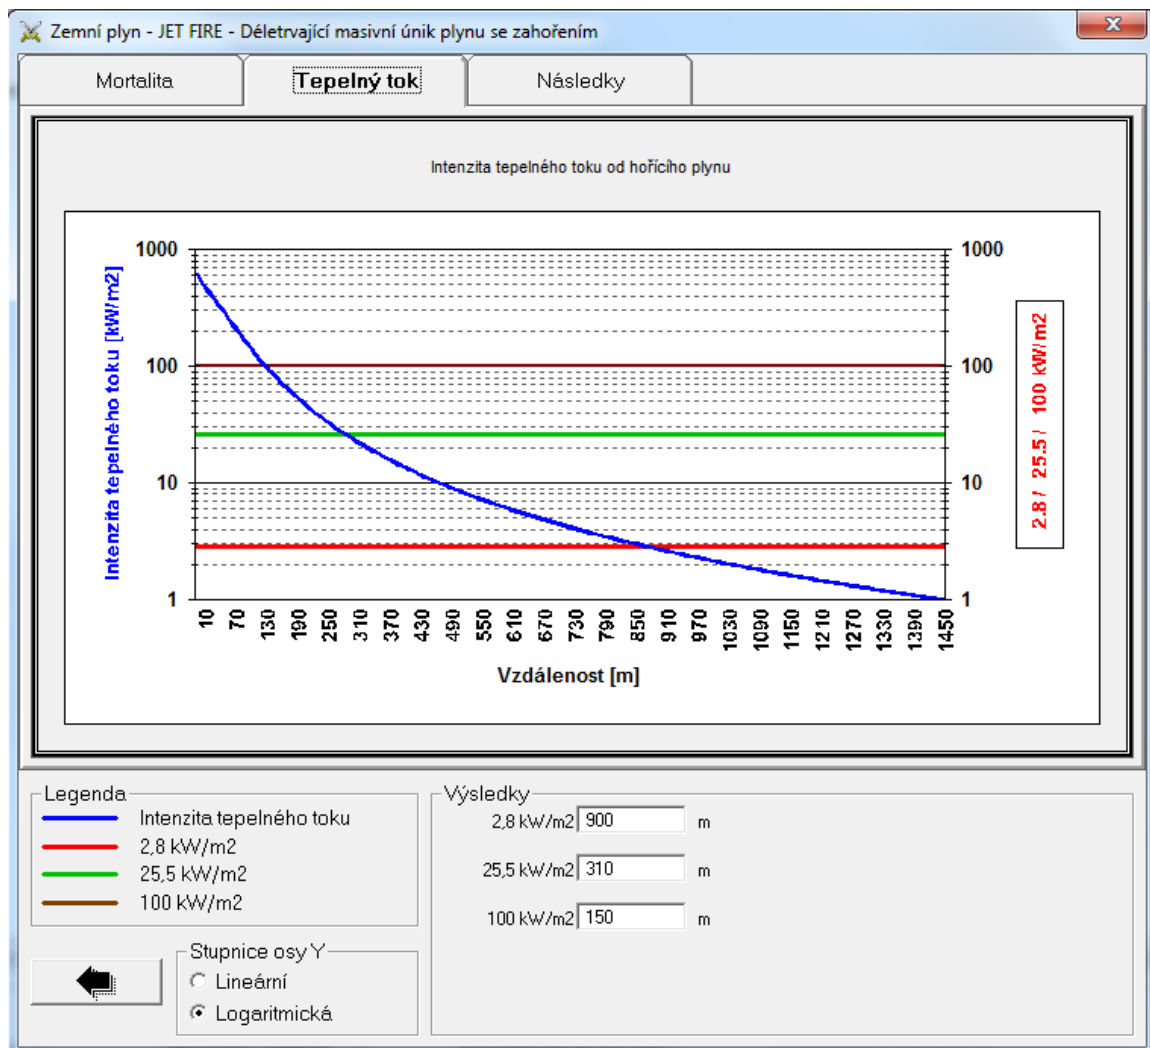 Zemní plyn - JET FIRE - Déletrvající masivní únik plynu se zahořením
Mortalita
Tepelný tok
Následky
Intenzita tepelného toku od hořícího plynu
Intenzita tepelného toku [kW/m2]
1000
100
10
1
1000
100
10
1
2.8 / 25.5 / 100 kW/m2
10 70 130 190 250 310 370 430 490 550 610 670 730 790 850 910 970 1030 1090 1150 1210 1270 1330 1390 1450
Vzdálenost [m]
Legenda
Intenzita tepelného toku
2,8 kW/m2
25,5 kW/m2
100 kW/m2
Stupnice osy Y
Lineární
Logaritmická
Výsledky
2,8 kW/m2 900 m
25,5 kW/m2 310 m
100 kW/m2 150 m